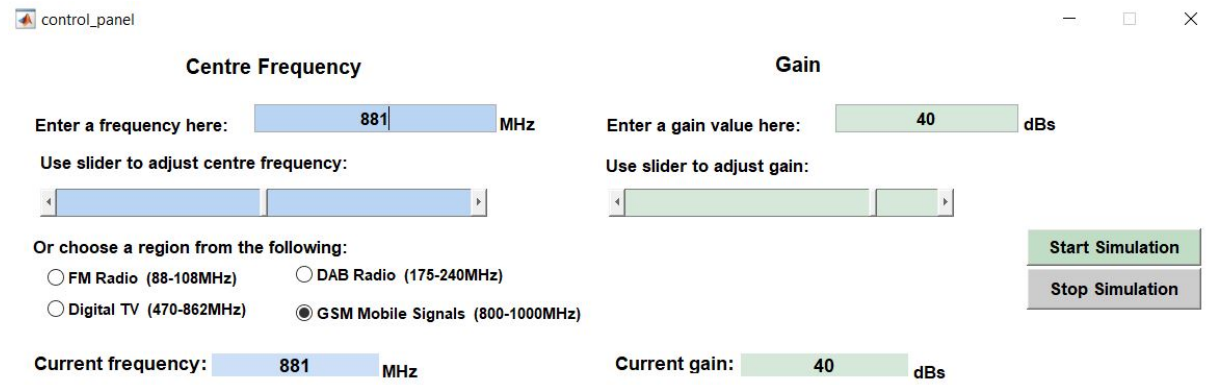 control_panel
Centre Frequency
Enter a frequency here: 881 MHz
Use slider to adjust centre frequency:
Or choose a region from the following:
FM Radio (88-108MHz)
DAB Radio (175-240MHz)
Digital TV (470-862MHz)
GSM Mobile Signals (800-1000MHz)
Current frequency: 881 MHz
Gain
Enter a gain value here: 40 dBs
Use slider to adjust gain:
Current gain: 40 dBs
Start Simulation
Stop Simulation